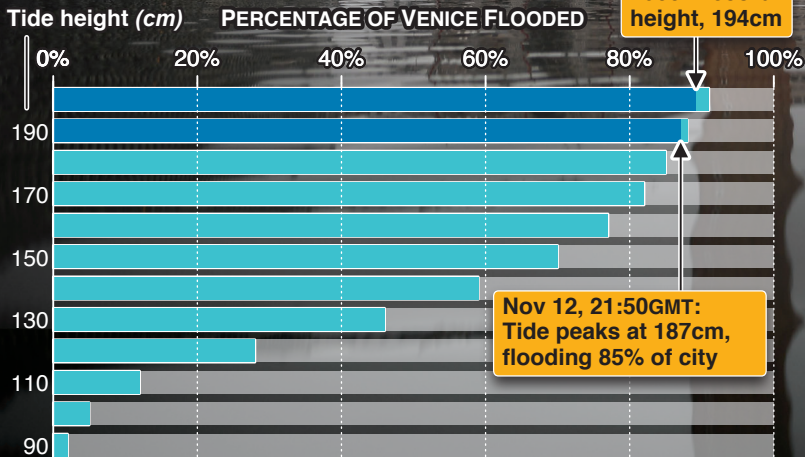 height, 194cm
Tide height (cm)
PERCENTAGE OF VENICE FLOODED
0% 20% 40% 60% 80% 100%
190
170
150
130
110
90
Nov 12, 21:50GMT:
Tide peaks at 187cm,
flooding 85% of city